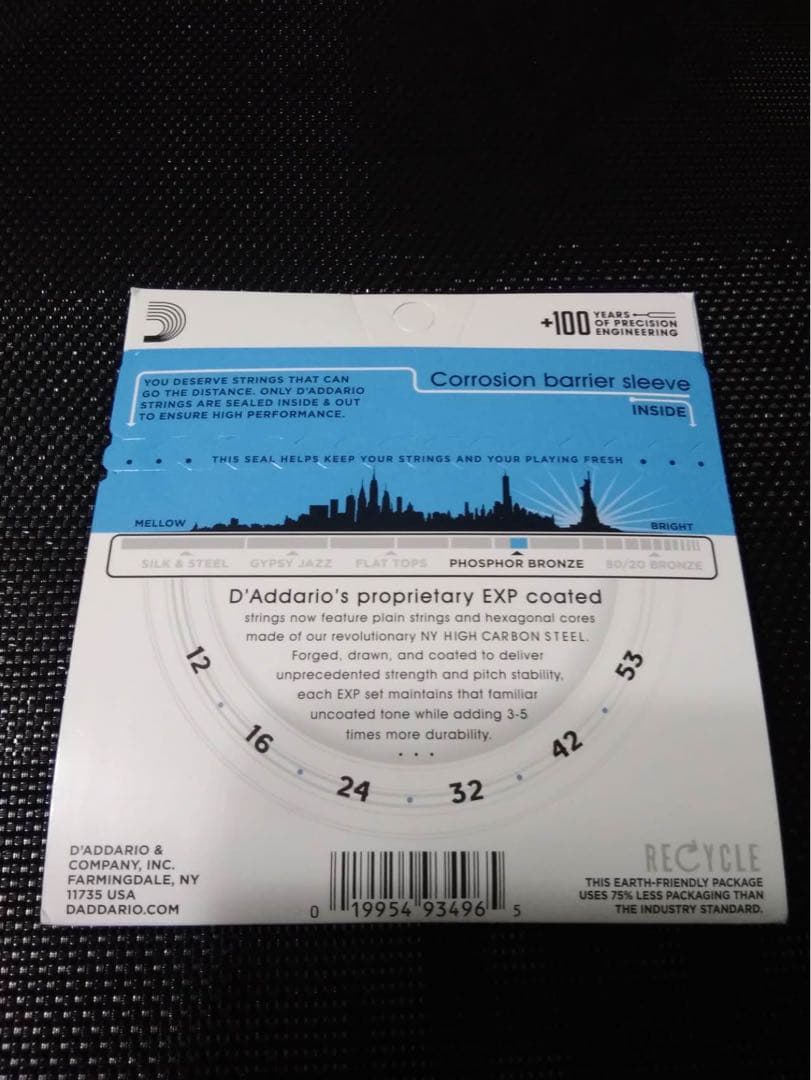 +100 YEARS
OF PRECISION
ENGINEERING
YOU DESERVE STRINGS THAT CAN
GO THE DISTANCE. ONLY D'ADDARIO
STRINGS ARE SEALED INSIDE & OUT
TO ENSURE HIGH PERFORMANCE.
Corrosion barrier sleeve
INSIDE
• • • THIS SEAL HELPS KEEP YOUR STRINGS AND YOUR PLAYING FRESH • • •
MELLOW BRIGHT
SILK & STEEL GYPSY JAZZ FLAT TOPS PHOSPHOR BRONZE 80/20 BRONZE
D'Addario's proprietary EXP coated
strings now feature plain strings and hexagonal cores
made of our revolutionary NY HIGH CARBON STEEL.
Forged, drawn, and coated to deliver
unprecedented strength and pitch stability,
each EXP set maintains that familiar
uncoated tone while adding 3-5
times more durability.
• • •
12 • 16 • 24 • 32 • 42 • 53
D'ADDARIO &
COMPANY, INC.
FARMINGDALE, NY
11735 USA
DADDARIO.COM
0 19954 93496 5
RECYCLE
THIS EARTH-FRIENDLY PACKAGE
USES 75% LESS PACKAGING THAN
THE INDUSTRY STANDARD.